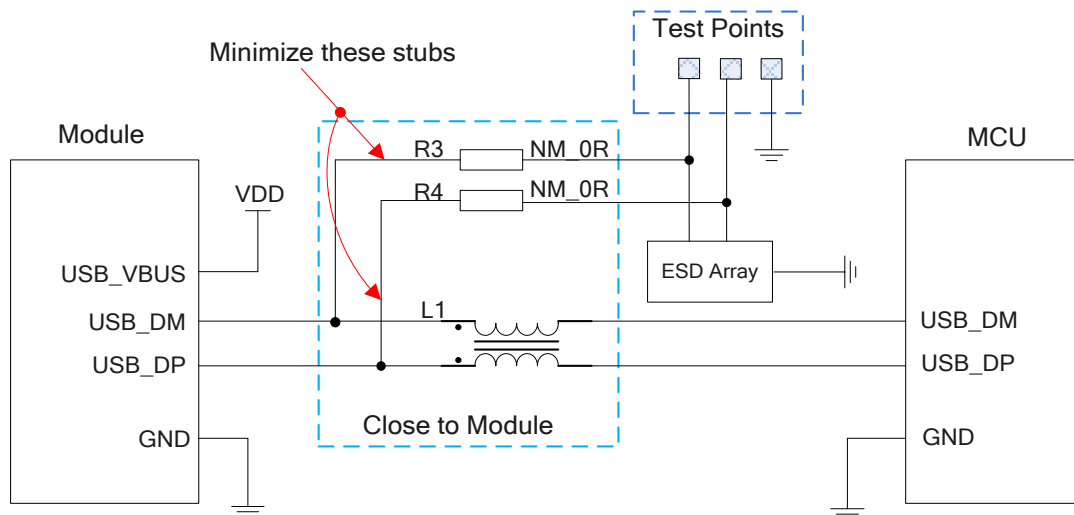 Test Points
Minimize these stubs
Module
MCU
R3
NM_0R
VDD
R4
NM_0R
ESD Array
USB_VBUS
USB_DM
L1
USB_DM
USB_DP
USB_DP
Close to Module
GND
GND